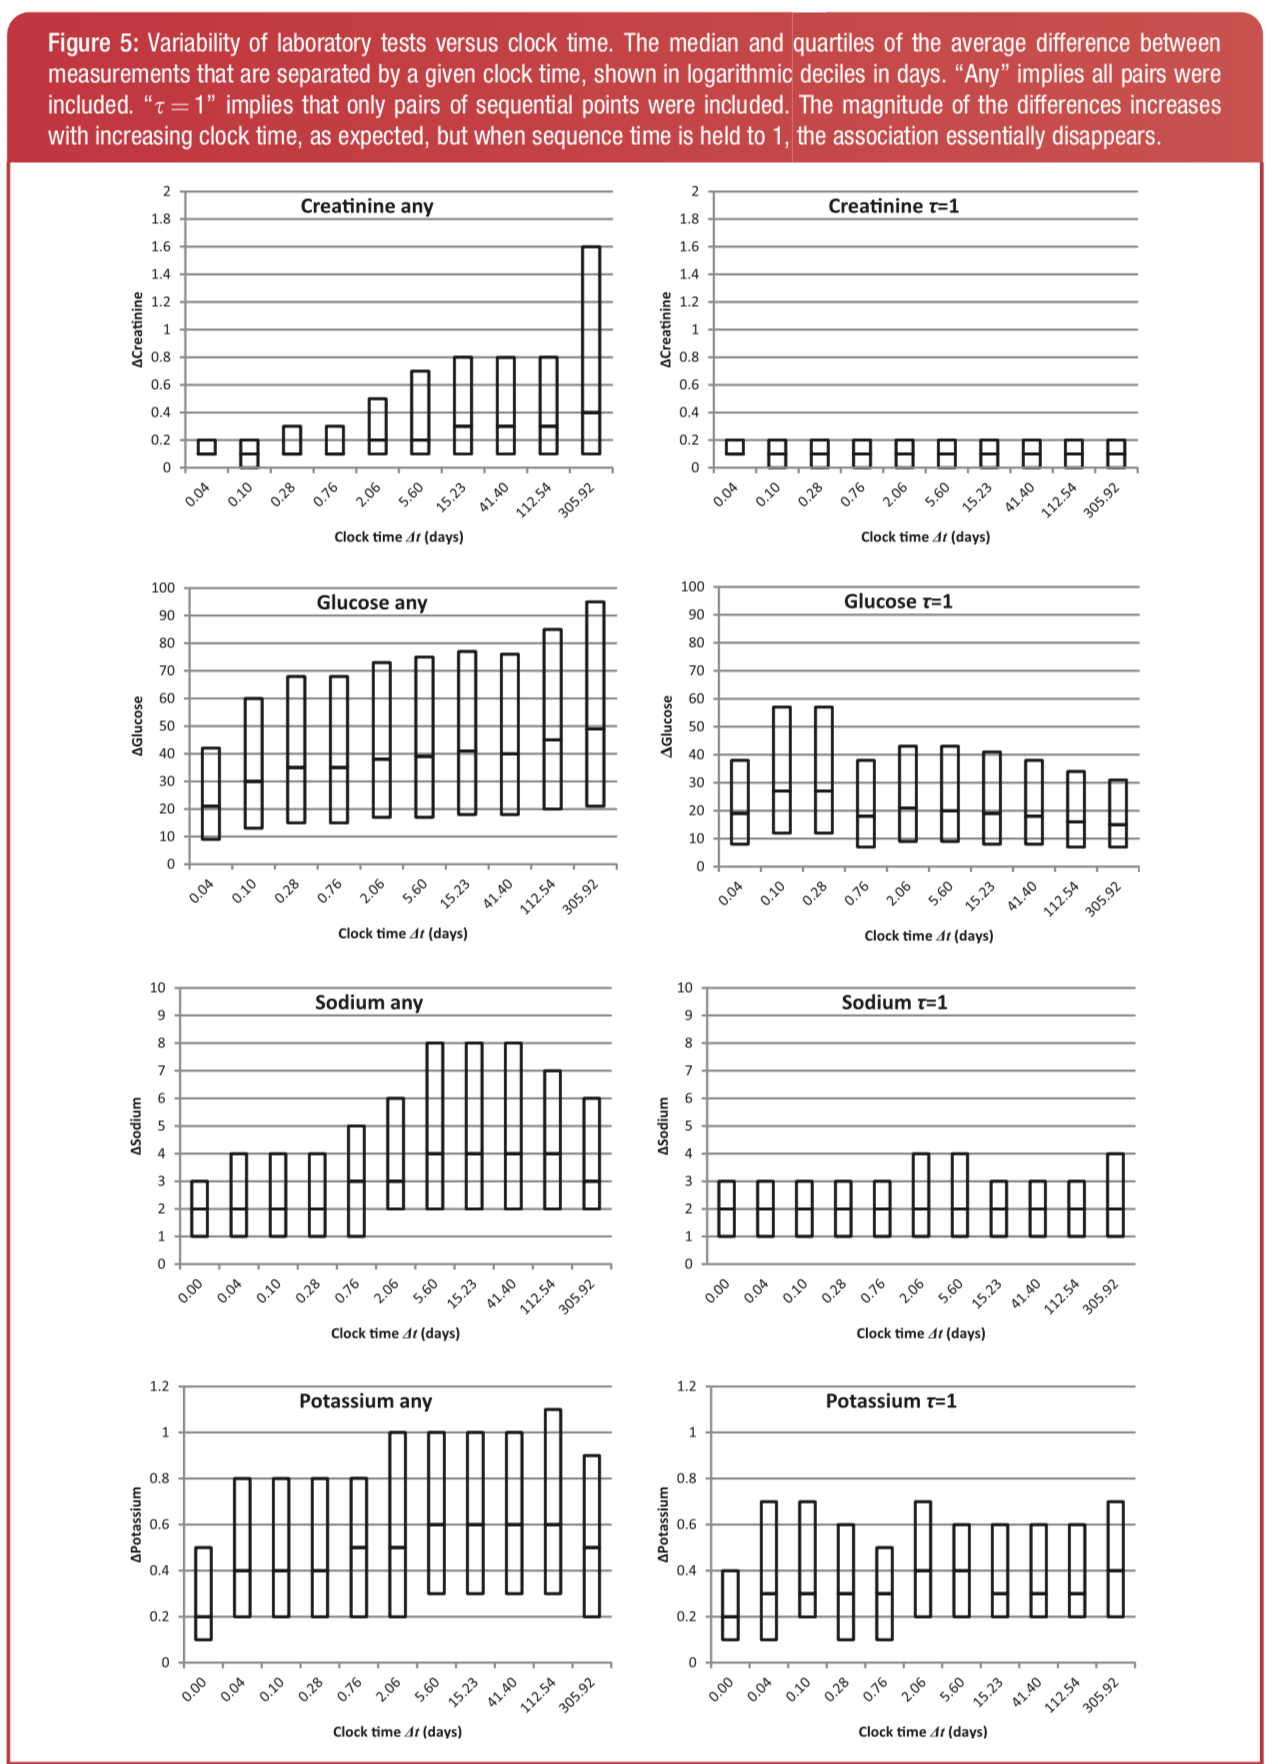 Figure 5: Variability of laboratory tests versus clock time. The median and quartiles of the average difference between
measurements that are separated by a given clock time, shown in logarithmic deciles in days. “Any” implies all pairs were
included. “τ = 1” implies that only pairs of sequential points were included. The magnitude of the differences increases
with increasing clock time, as expected, but when sequence time is held to 1, the association essentially disappears.
Creatinine any
ΔCreatinine
2
1.8
1.6
1.4
1.2
1
0.8
0.6
0.4
0.2
0
0.04 0.10 0.28 0.76 2.06 5.60 15.23 41.40 112.54 305.92
Clock time Δt (days)
Creatinine τ=1
ΔCreatinine
2
1.8
1.6
1.4
1.2
1
0.8
0.6
0.4
0.2
0
0.04 0.10 0.28 0.76 2.06 5.60 15.23 41.40 112.54 305.92
Clock time Δt (days)
Glucose any
ΔGlucose
100
90
80
70
60
50
40
30
20
10
0
0.04 0.10 0.28 0.76 2.06 5.60 15.23 41.40 112.54 305.92
Clock time Δt (days)
Glucose τ=1
ΔGlucose
100
90
80
70
60
50
40
30
20
10
0
0.04 0.10 0.28 0.76 2.06 5.60 15.23 41.40 112.54 305.92
Clock time Δt (days)
Sodium any
ΔSodium
10
9
8
7
6
5
4
3
2
1
0
0.00 0.04 0.10 0.28 0.76 2.06 5.60 15.23 41.40 112.54 305.92
Clock time Δt (days)
Sodium τ=1
ΔSodium
10
9
8
7
6
5
4
3
2
1
0
0.00 0.04 0.10 0.28 0.76 2.06 5.60 15.23 41.40 112.54 305.92
Clock time Δt (days)
Potassium any
ΔPotassium
1.2
1
0.8
0.6
0.4
0.2
0
0.00 0.04 0.10 0.28 0.76 2.06 5.60 15.23 41.40 112.54 305.92
Clock time Δt (days)
Potassium τ=1
ΔPotassium
1.2
1
0.8
0.6
0.4
0.2
0
0.00 0.04 0.10 0.28 0.76 2.06 5.60 15.23 41.40 112.54 305.92
Clock time Δt (days)